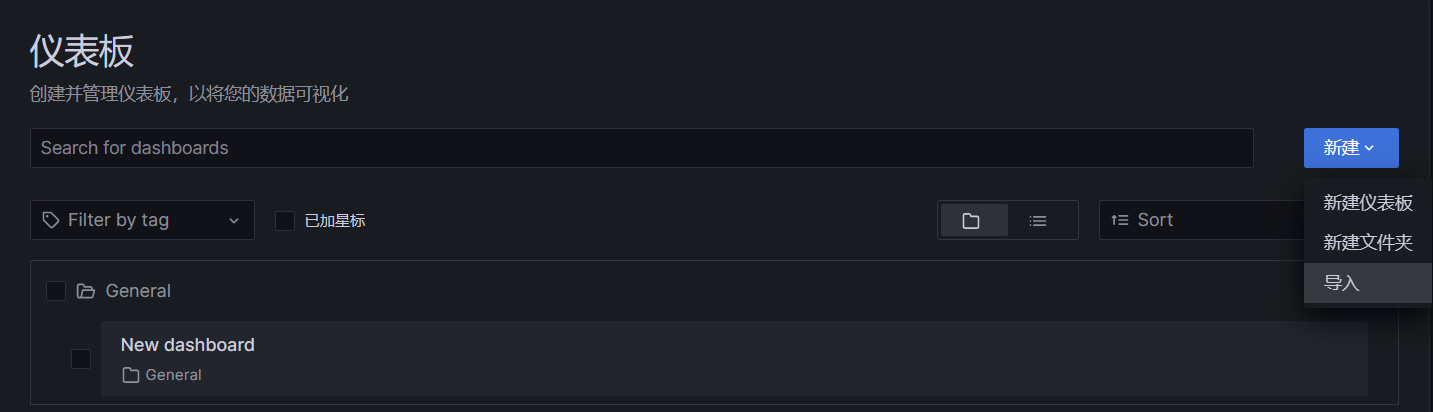 仪表板
创建并管理仪表板，以将您的数据可视化
Search for dashboards
新建
Filter by tag
已加星标
Sort
新建仪表板
新建文件夹
导入
General
New dashboard
General